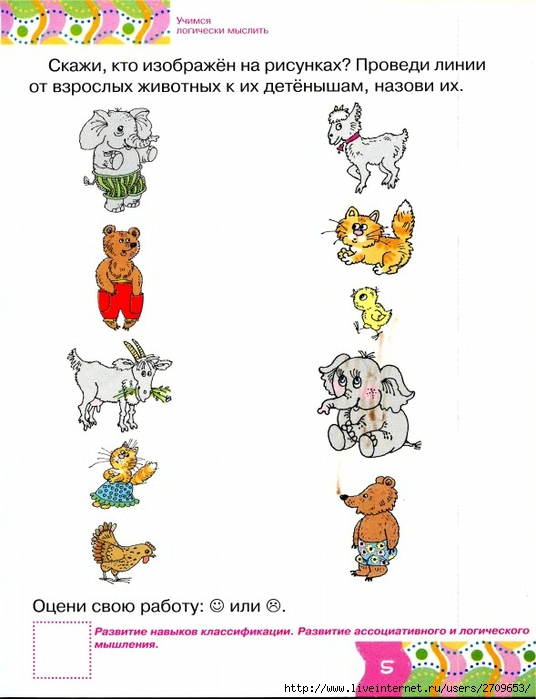 Учимся
логически мыслить
Скажи, кто изображён на рисунках? Проведи линии
от взрослых животных к их детёнышам, назови их.
Оцени свою работу: ☺ или ☹.
Развитие навыков классификации. Развитие ассоциативного и логического
мышления.
5
http://www.liveinternet.ru/users/2709653/